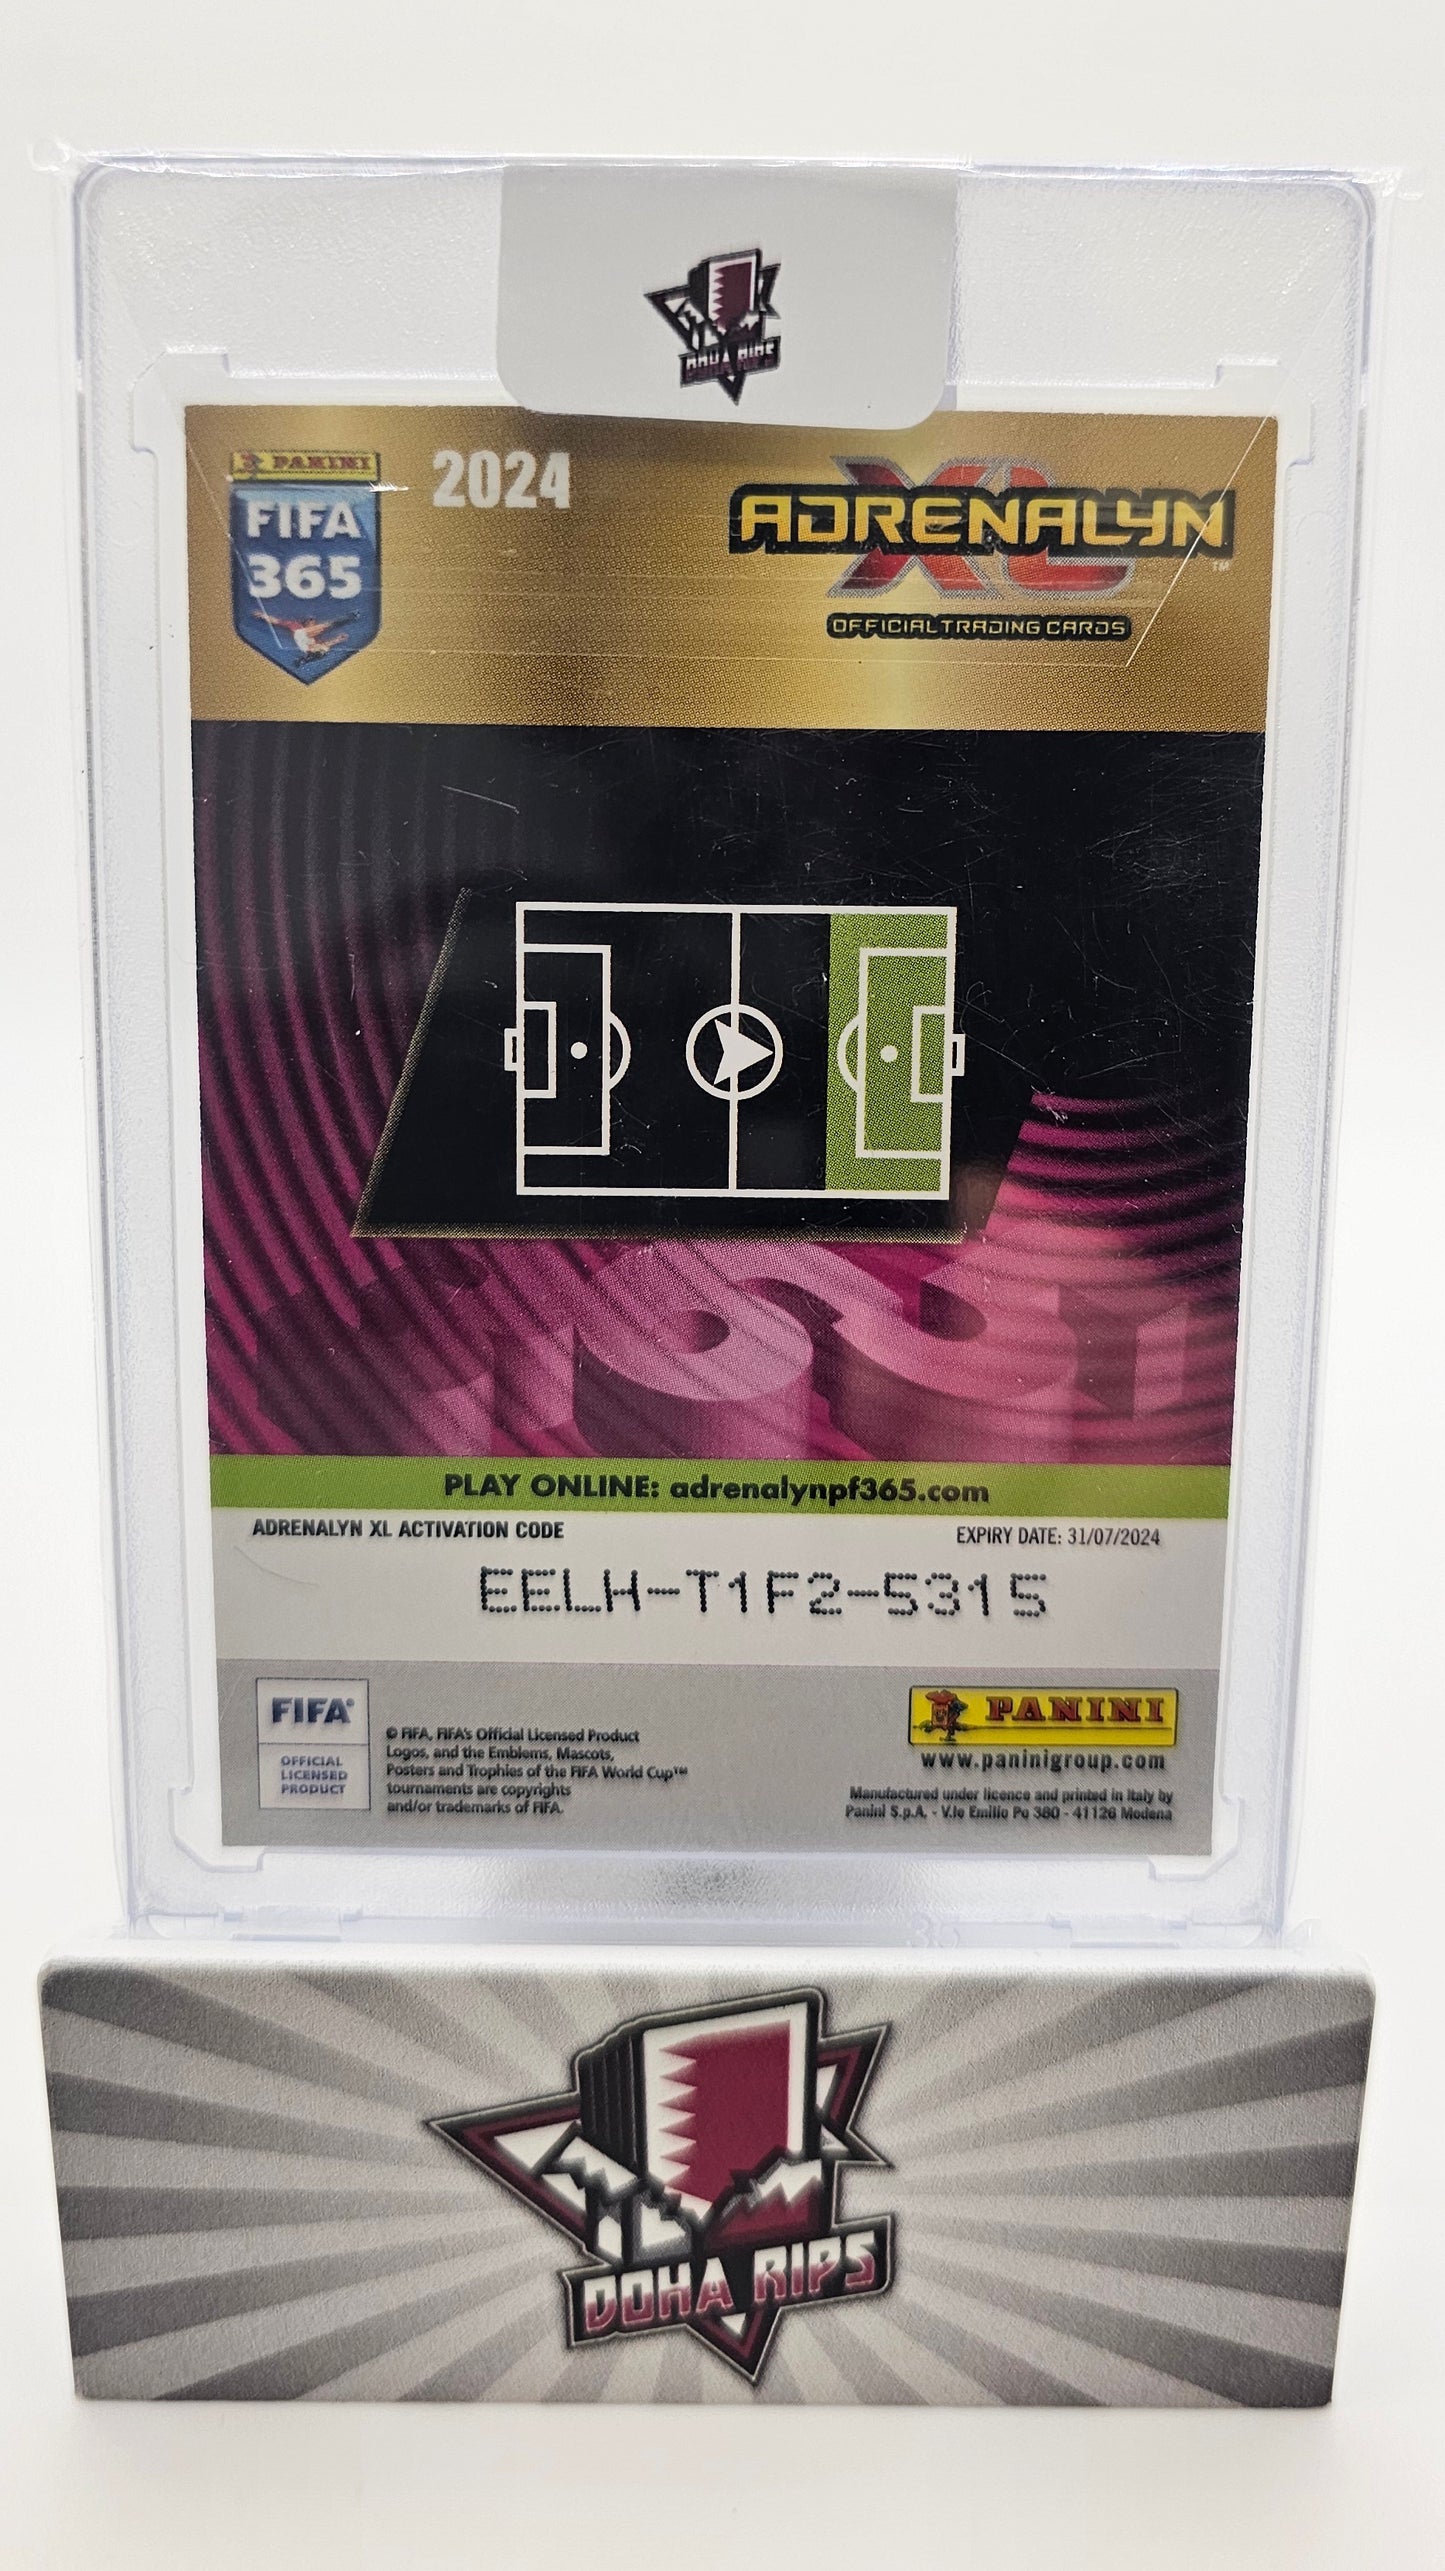 DOHA RIPS
PANINI
FIFA
365
2024
ADRENALYN
XL
TM
OFFICIAL TRADING CARDS
PLAY ONLINE: adrenalynpf365.com
ADRENALYN XL ACTIVATION CODE
EXPIRY DATE: 31/07/2024
EELH-T1F2-5315
FIFA®
OFFICIAL
LICENSED
PRODUCT
© FIFA, FIFA's Official Licensed Product
Logos, and the Emblems, Mascots,
Posters and Trophies of the FIFA World Cup™
tournaments are copyrights
and/or trademarks of FIFA.
PANINI
www.paninigroup.com
Manufactured under licence and printed in Italy by
Panini S.p.A. - V.le Emilio Po 380 - 41126 Modena
35
DOHA RIPS